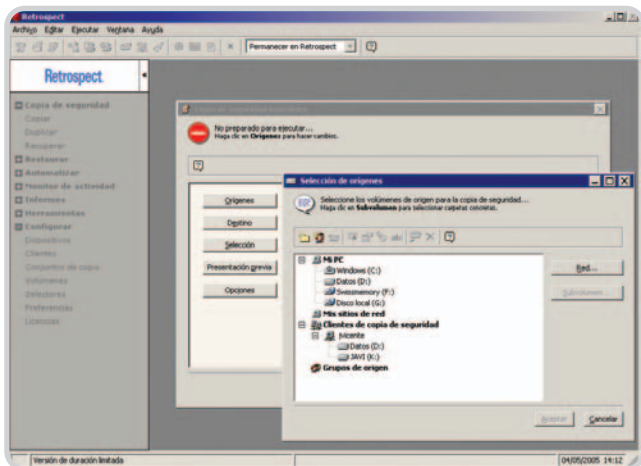 Retrospect
Archivo Editar Ejecutar Ventana Ayuda
Permanecer en Retrospect
Retrospect
Copia de seguridad
Copiar
Duplicar
Recuperar
Restaurar
Automatizar
Monitor de actividad
Informes
Herramientas
Configurar
Dispositivos
Clientes
Conjuntos de copia
Volúmenes
Selectores
Preferencias
Licencias
No preparado para ejecutar...
Haga clic en Orígenes para hacer cambios.
Orígenes
Destino
Selección
Presentación previa
Opciones
Selección de orígenes
Seleccione los volúmenes de origen para la copia de seguridad...
Haga clic en Subvolumen para seleccionar carpetas concretas.
Mi PC
Windows (C:)
Datos (D:)
Swissmemory (F:)
Disco local (G:)
Mis sitios de red
Clientes de copia de seguridad
Micente
Datos (D:)
JAVI (K:)
Grupos de origen
Red...
Subvolumen...
Aceptar
Cancelar
Versión de duración limitada
04/05/2005 14:12